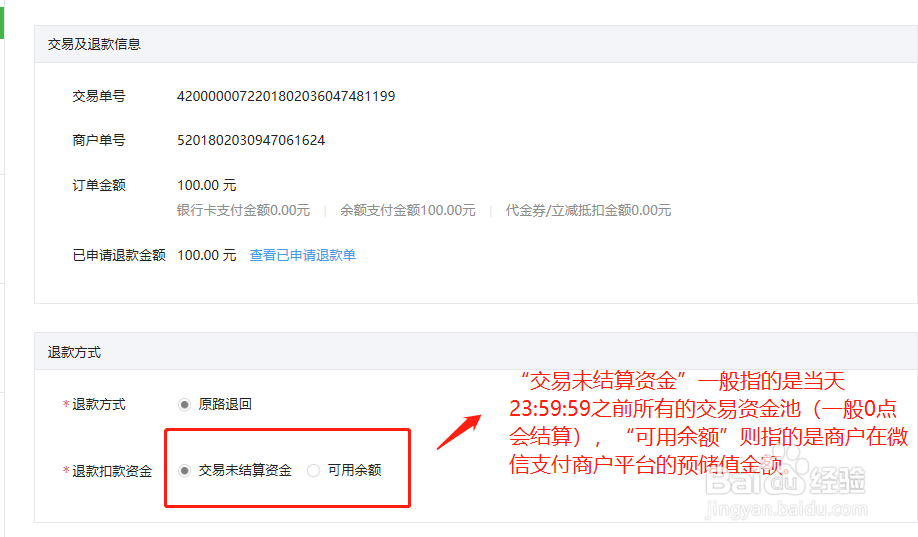 交易及退款信息
交易单号 4200000072201802036047481199
商户单号 5201802030947061624
订单金额 100.00 元
银行卡支付金额0.00元 | 余额支付金额100.00元 | 代金券/立减抵扣金额0.00元
已申请退款金额 100.00 元 查看已申请退款单
退款方式
*退款方式 原路退回
*退款扣款资金 交易未结算资金 可用余额
“交易未结算资金”一般指的是当天
23:59:59之前所有的交易资金池（一般0点
会结算），“可用余额”则指的是商户在微
信支付商户平台的预储值金额。
Baidu 经验
jingyan.baidu.com